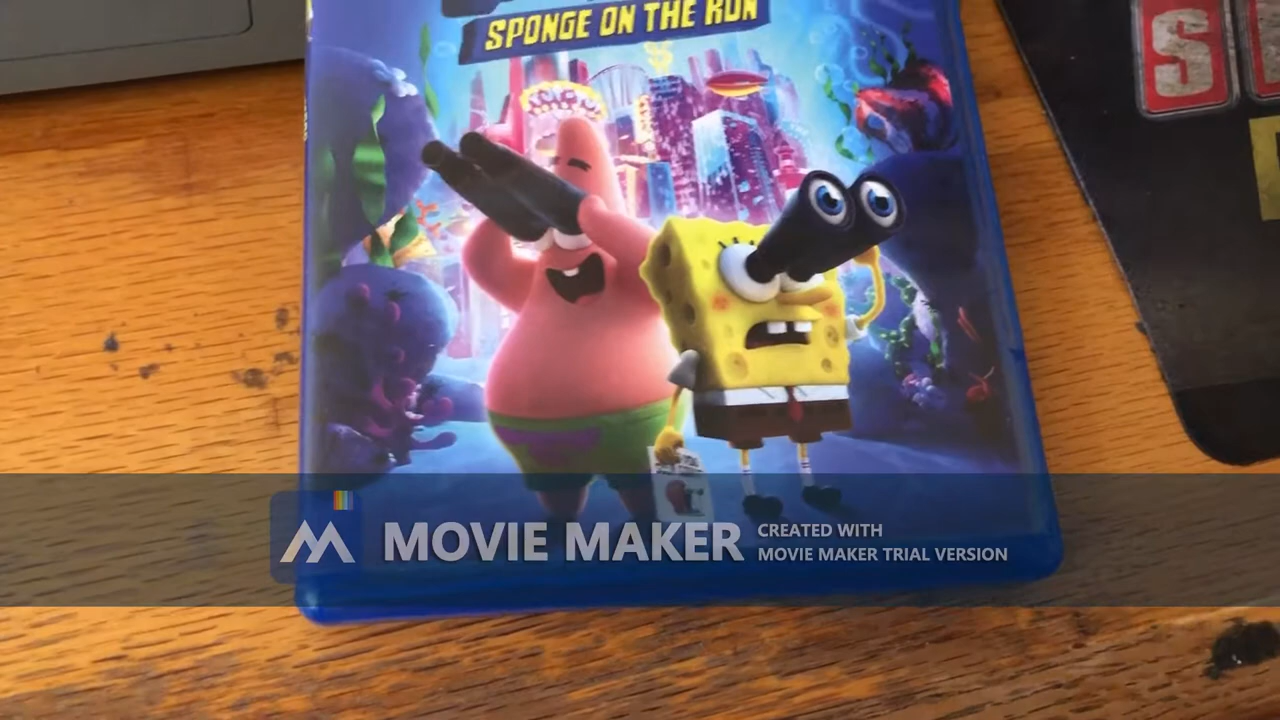 SPONGE ON THE RUN
S
MOVIE MAKER
CREATED WITH
MOVIE MAKER TRIAL VERSION